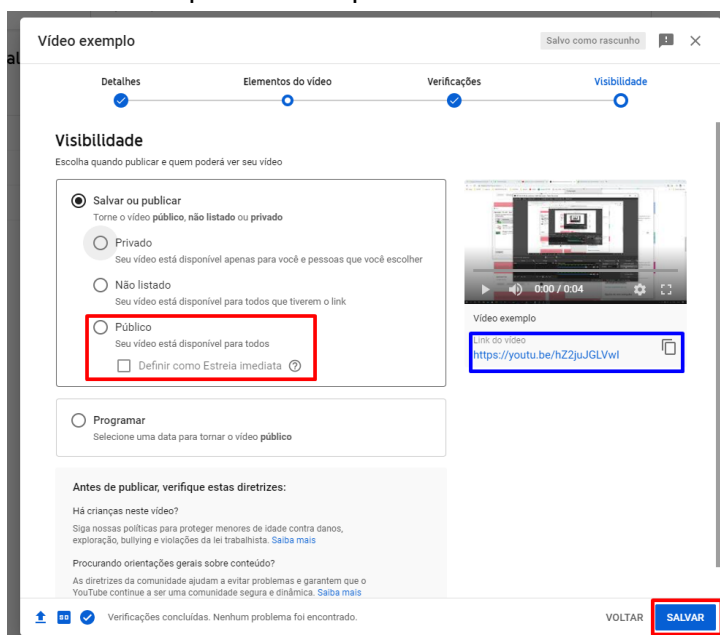 Vídeo exemplo
Salvo como rascunho
Detalhes
Elementos do vídeo
Verificações
Visibilidade
Visibilidade
Escolha quando publicar e quem poderá ver seu vídeo
Salvar ou publicar
Torne o vídeo público, não listado ou privado
Privado
Seu vídeo está disponível apenas para você e pessoas que você escolher
Não listado
Seu vídeo está disponível para todos que tiverem o link
Público
Seu vídeo está disponível para todos
Definir como Estreia imediata
Programar
Selecione uma data para tornar o vídeo público
0:00 / 0:04
Vídeo exemplo
Link do vídeo
https://youtu.be/hZ2juJGLVwI
Antes de publicar, verifique estas diretrizes:
Há crianças neste vídeo?
Siga nossas políticas para proteger menores de idade contra danos,
exploração, bullying e violações da lei trabalhista. Saiba mais
Procurando orientações gerais sobre conteúdo?
As diretrizes da comunidade ajudam a evitar problemas e garantem que o
YouTube continue a ser uma comunidade segura e dinâmica. Saiba mais
Verificações concluídas. Nenhum problema foi encontrado.
VOLTAR
SALVAR